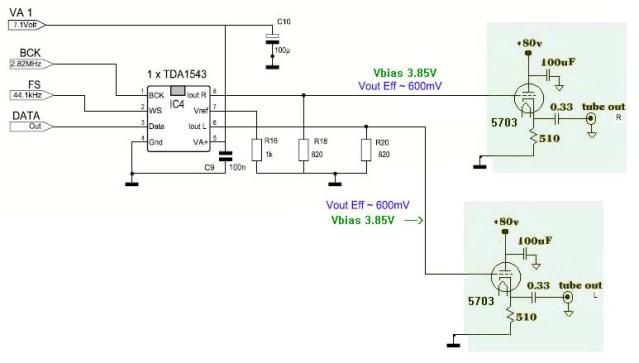 VA 1
7.1Volt
C10
100µ
BCK
2.82MHz
FS
44.1kHz
DATA
Out
1 x TDA1543
1 BCK Iout R 8
IC4
2 WS Vref 7
3 Data Iout L 6
4 Gnd VA+ 5
C9 100n
R16
1k
R18
820
R20
820
Vbias 3.85V
Vout Eff ~ 600mV
+80v
100uF
0.33 tube out
R
5703
510
Vout Eff ~ 600mV
Vbias 3.85V
+80v
100uF
0.33 tube out
L
5703
510